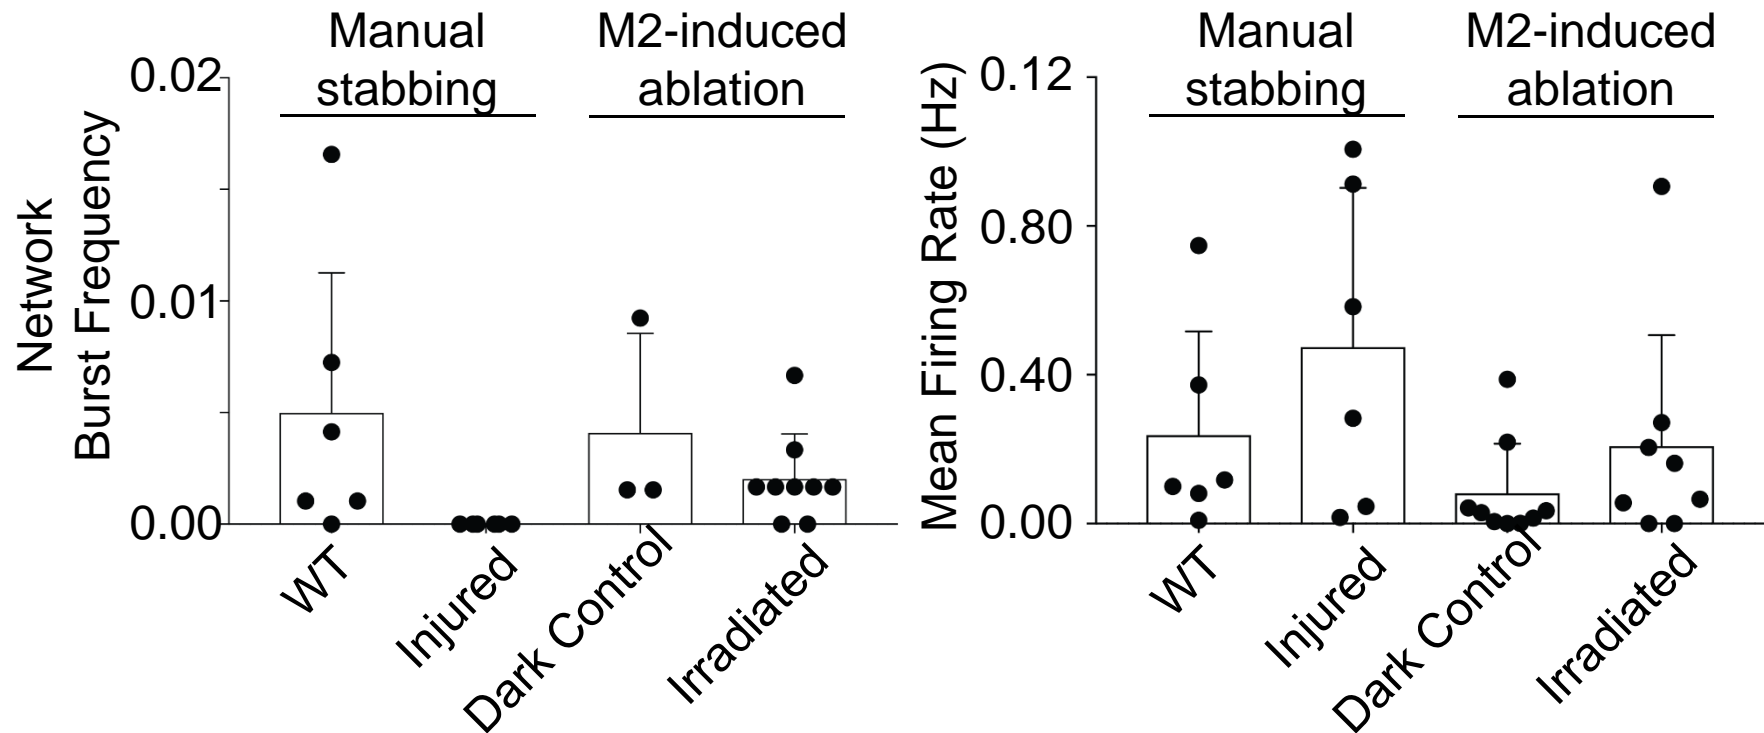 Manual
stabbing
M2-induced
ablation
Network
Burst Frequency
0.02
0.01
0.00
WT
Injured
Dark Control
Irradiated
Manual
stabbing
M2-induced
ablation
Mean Firing Rate (Hz)
0.12
0.80
0.40
0.00
WT
Injured
Dark Control
Irradiated